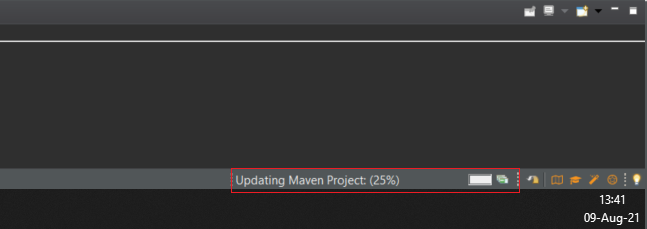 Updating Maven Project: (25%)
13:41
09-Aug-21